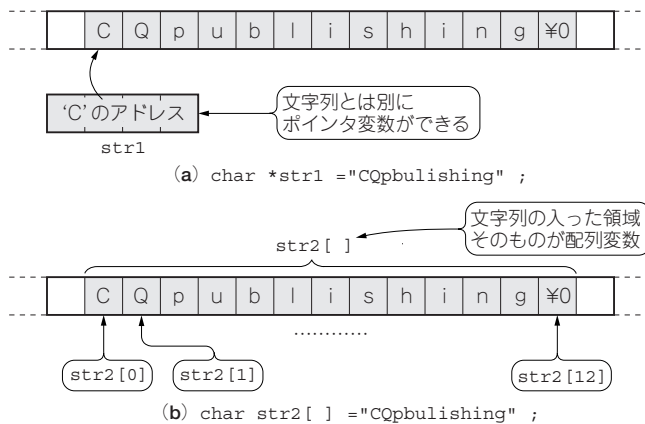 C Q p u b l i s h i n g ¥0
'C'のアドレス
str1
文字列とは別に
ポインタ変数ができる
(a) char *str1 ="CQpbulishing" ;
文字列の入った領域
そのものが配列変数
str2[ ]
C Q p u b l i s h i n g ¥0
…………
str2[0]
str2[1]
str2[12]
(b) char str2[ ] ="CQpbulishing" ;